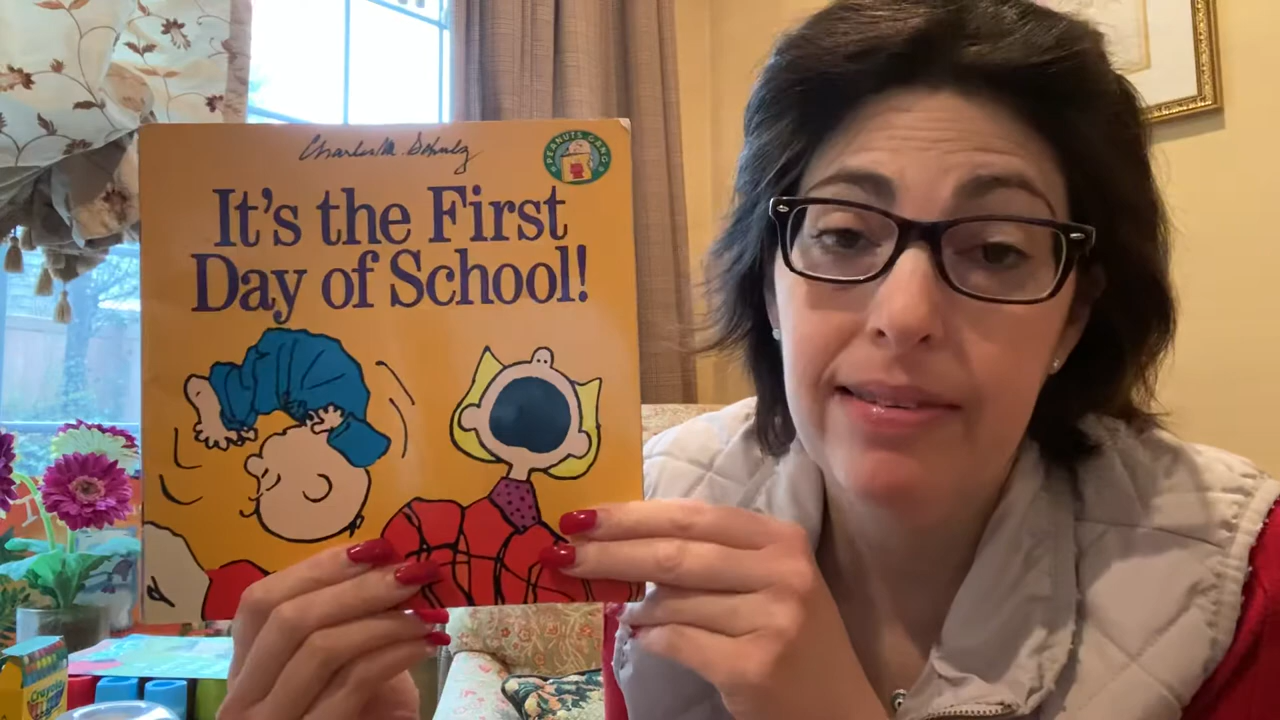 Charles M. Schulz
PEANUTS GANG
It's the First
Day of School!
Crayola